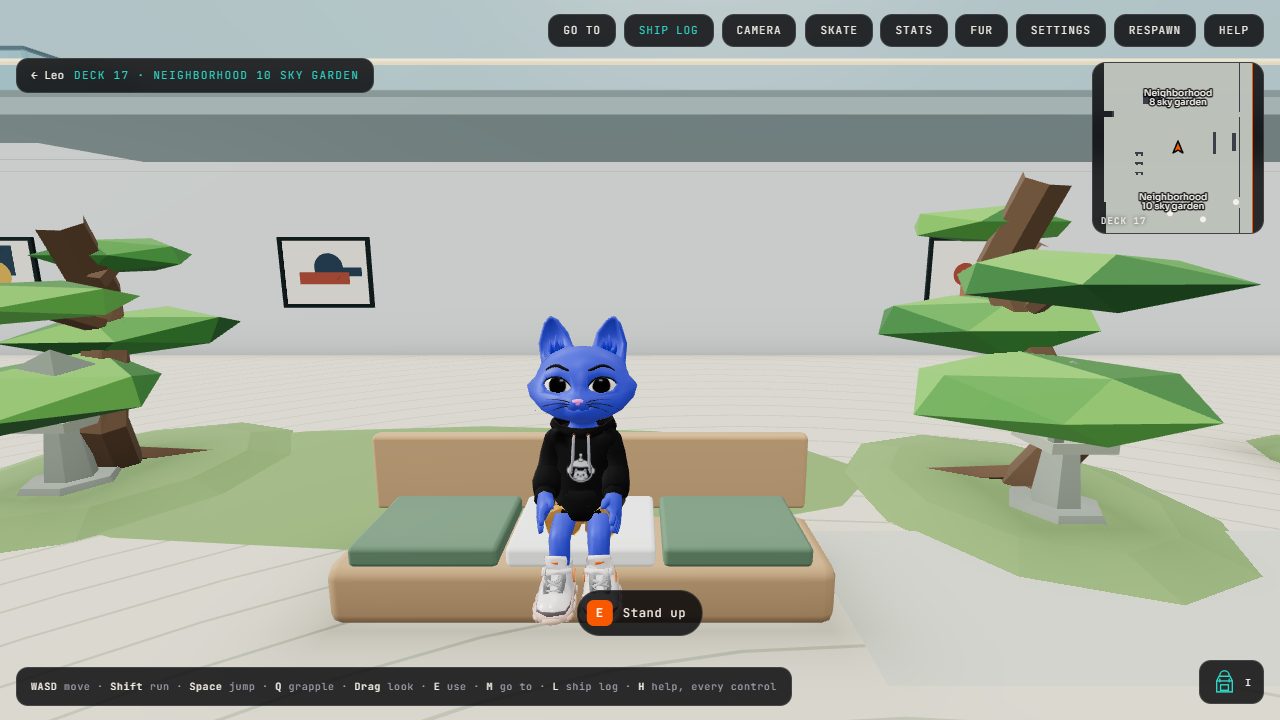 GO TO
SHIP LOG
CAMERA
SKATE
STATS
FUR
SETTINGS
RESPAWN
HELP
← Leo DECK 17 · NEIGHBORHOOD 10 SKY GARDEN
Neighborhood
8 sky garden
Neighborhood
10 sky garden
DECK 17
E Stand up
WASD move · Shift run · Space jump · Q grapple · Drag look · E use · M go to · L ship log · H help, every control
I